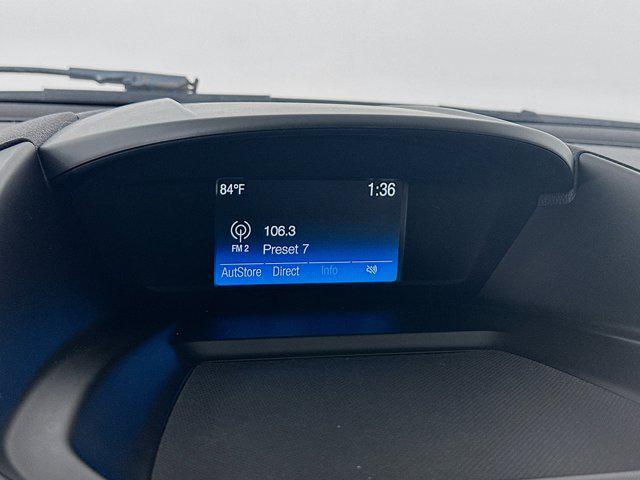 84°F 1:36
106.3
FM 2 Preset 7
AutStore Direct Info